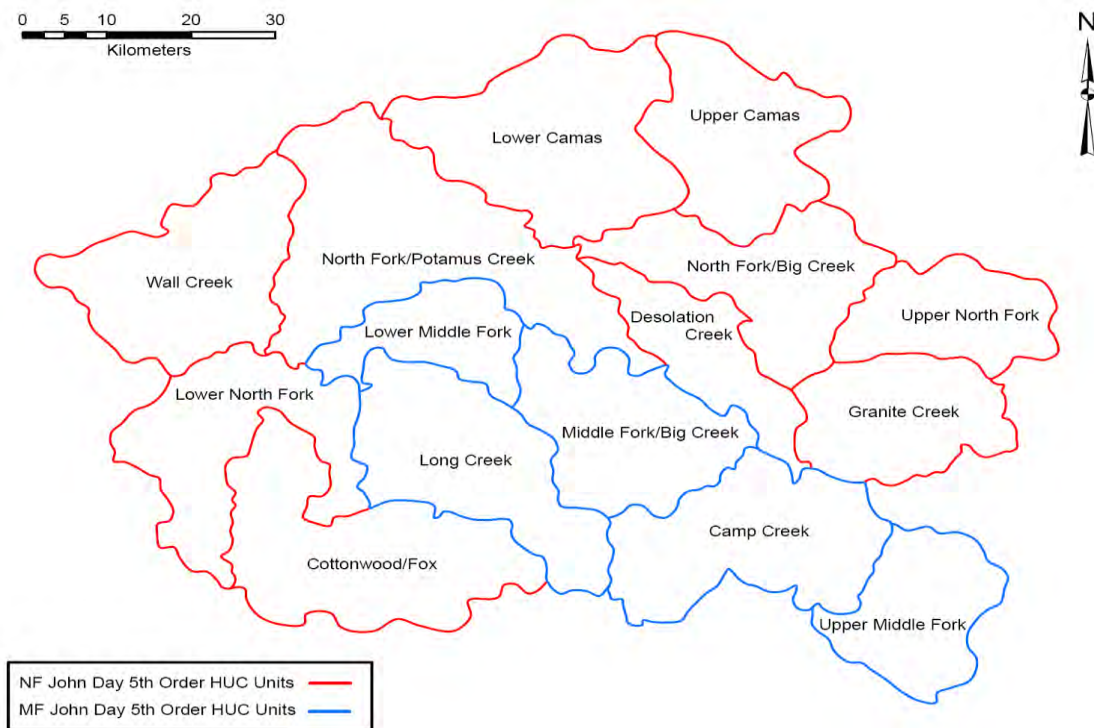 0 5 10 20 30
Kilometers
N
Upper Camas
Lower Camas
North Fork/Potamus Creek
North Fork/Big Creek
Wall Creek
Desolation
Creek
Upper North Fork
Lower Middle Fork
Lower North Fork
Granite Creek
Middle Fork/Big Creek
Long Creek
Camp Creek
Cottonwood/Fox
Upper Middle Fork
NF John Day 5th Order HUC Units
MF John Day 5th Order HUC Units